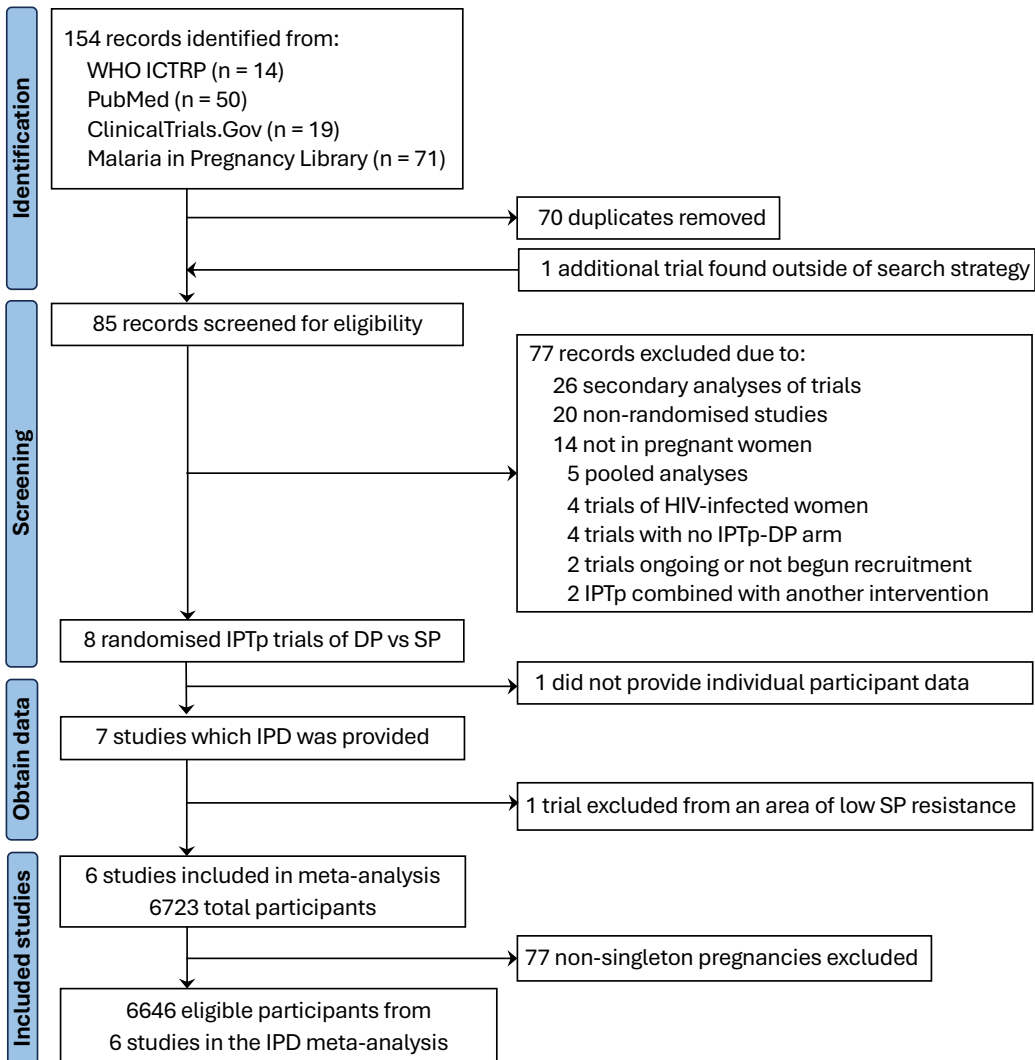 Identification
154 records identified from:
WHO ICTRP (n = 14)
PubMed (n = 50)
ClinicalTrials.Gov (n = 19)
Malaria in Pregnancy Library (n = 71)
70 duplicates removed
1 additional trial found outside of search strategy
Screening
85 records screened for eligibility
77 records excluded due to:
26 secondary analyses of trials
20 non-randomised studies
14 not in pregnant women
5 pooled analyses
4 trials of HIV-infected women
4 trials with no IPTp-DP arm
2 trials ongoing or not begun recruitment
2 IPTp combined with another intervention
8 randomised IPTp trials of DP vs SP
Obtain data
1 did not provide individual participant data
7 studies which IPD was provided
1 trial excluded from an area of low SP resistance
Included studies
6 studies included in meta-analysis
6723 total participants
77 non-singleton pregnancies excluded
6646 eligible participants from
6 studies in the IPD meta-analysis